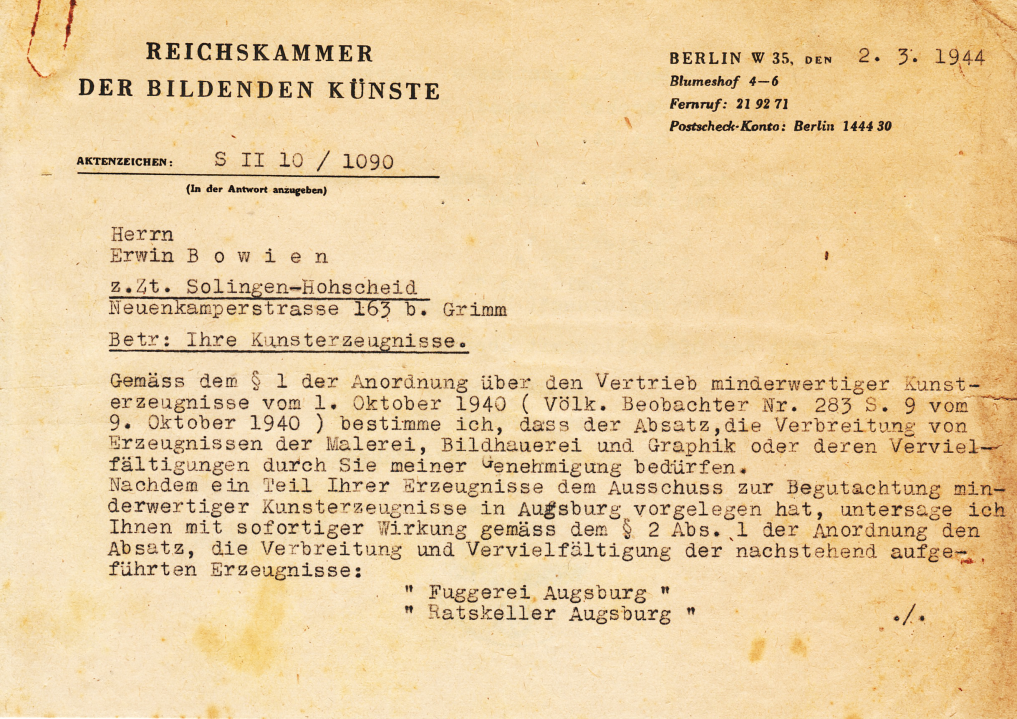 REICHSKAMMER
DER BILDENDEN KÜNSTE
BERLIN W 35, DEN 2. 3. 1944
Blumeshof 4—6
Fernruf: 21 92 71
Postscheck-Konto: Berlin 1444 30
AKTENZEICHEN: S II 10 / 1090
(In der Antwort anzugeben)
Herrn
Erwin B o w i e n
z.Zt. Solingen-Hohscheid
Neuenkamperstrasse 163 b. Grimm
Betr: Ihre Kunsterzeugnisse.
Gemäss dem § 1 der Anordnung über den Vertrieb minderwertiger Kunst-
erzeugnisse vom 1. Oktober 1940 ( Völk. Beobachter Nr. 283 S. 9 vom
9. Oktober 1940 ) bestimme ich, dass der Absatz,die Verbreitung von
Erzeugnissen der Malerei, Bildhauerei und Graphik oder deren Verviel-
fältigungen durch Sie meiner Genehmigung bedürfen.
Nachdem ein Teil Ihrer Erzeugnisse dem Ausschuss zur Begutachtung min-
derwertiger Kunsterzeugnisse in Augsburg vorgelegen hat, untersage ich
Ihnen mit sofortiger Wirkung gemäss dem § 2 Abs. 1 der Anordnung den
Absatz, die Verbreitung und Vervielfältigung der nachstehend aufge-
führten Erzeugnisse:
" Fuggerei Augsburg "
" Ratskeller Augsburg "
./.